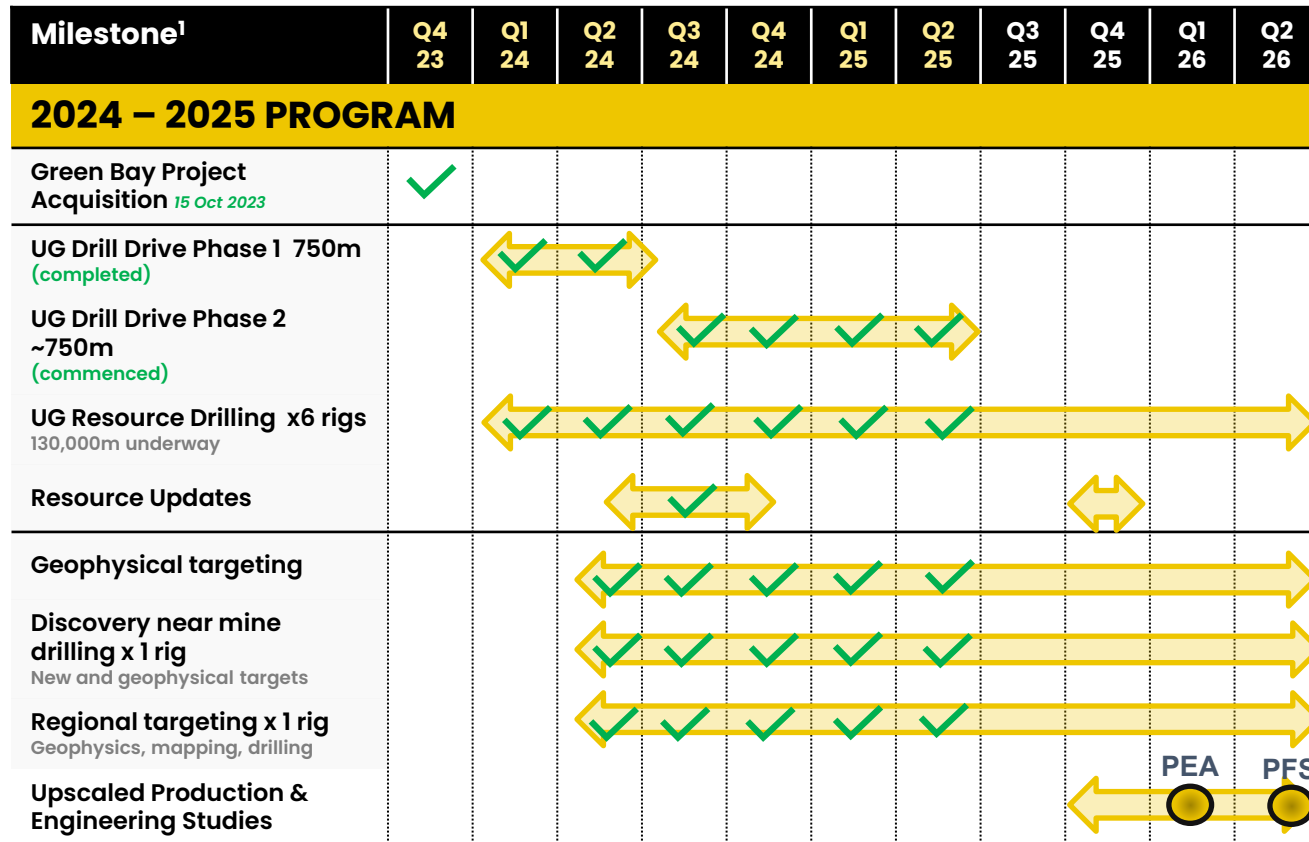 Milestone¹
Q4 23
Q1 24
Q2 24
Q3 24
Q4 24
Q1 25
Q2 25
Q3 25
Q4 25
Q1 26
Q2 26
2024 – 2025 PROGRAM
Green Bay Project
Acquisition 15 Oct 2023
UG Drill Drive Phase 1 750m
(completed)
UG Drill Drive Phase 2
~750m
(commenced)
UG Resource Drilling x6 rigs
130,000m underway
Resource Updates
Geophysical targeting
Discovery near mine
drilling x 1 rig
New and geophysical targets
Regional targeting x 1 rig
Geophysics, mapping, drilling
PEA
PFS
Upscaled Production &
Engineering Studies